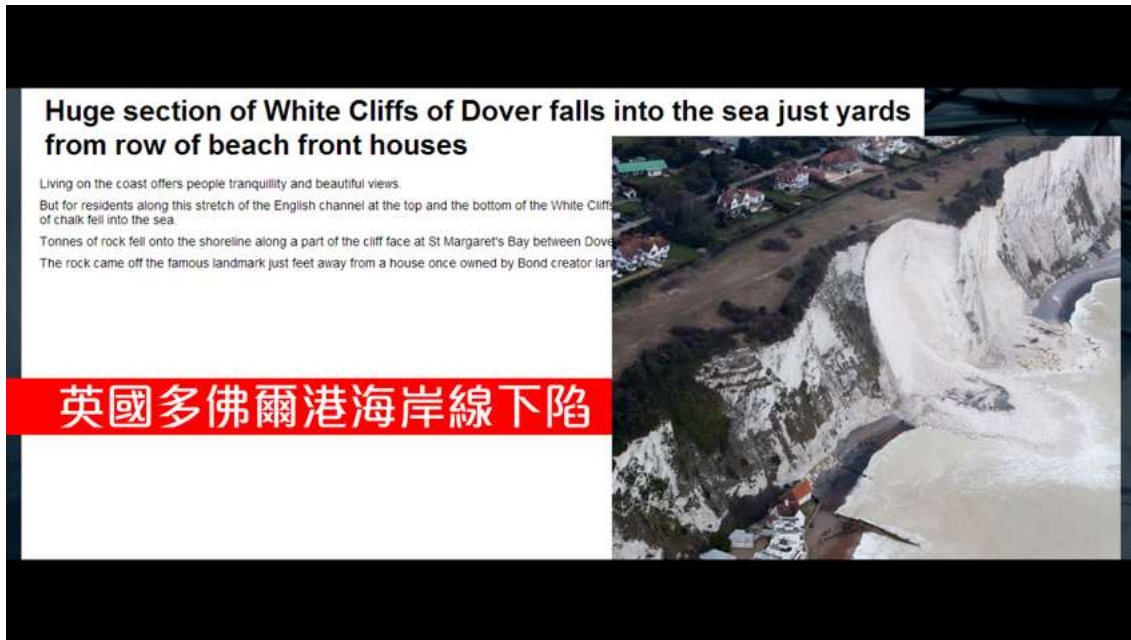 Huge section of White Cliffs of Dover falls into the sea just yards
from row of beach front houses
Living on the coast offers people tranquillity and beautiful views.
But for residents along this stretch of the English channel at the top and the bottom of the White Cliffs
of chalk fell into the sea.
Tonnes of rock fell onto the shoreline along a part of the cliff face at St Margaret's Bay between Dove
The rock came off the famous landmark just feet away from a house once owned by Bond creator Ian
英國多佛爾港海岸線下陷